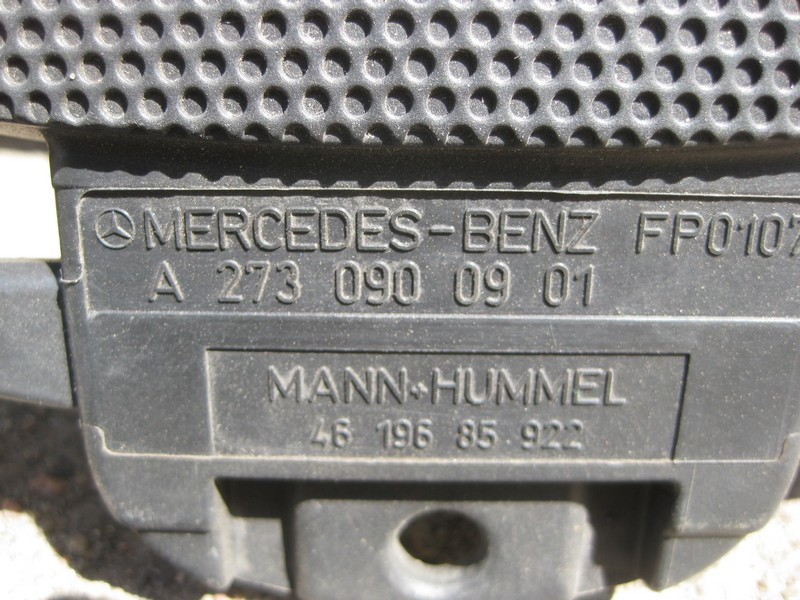 MERCEDES-BENZ FP0107
A 273 090 09 01
MANN+HUMMEL
46 196 85 922